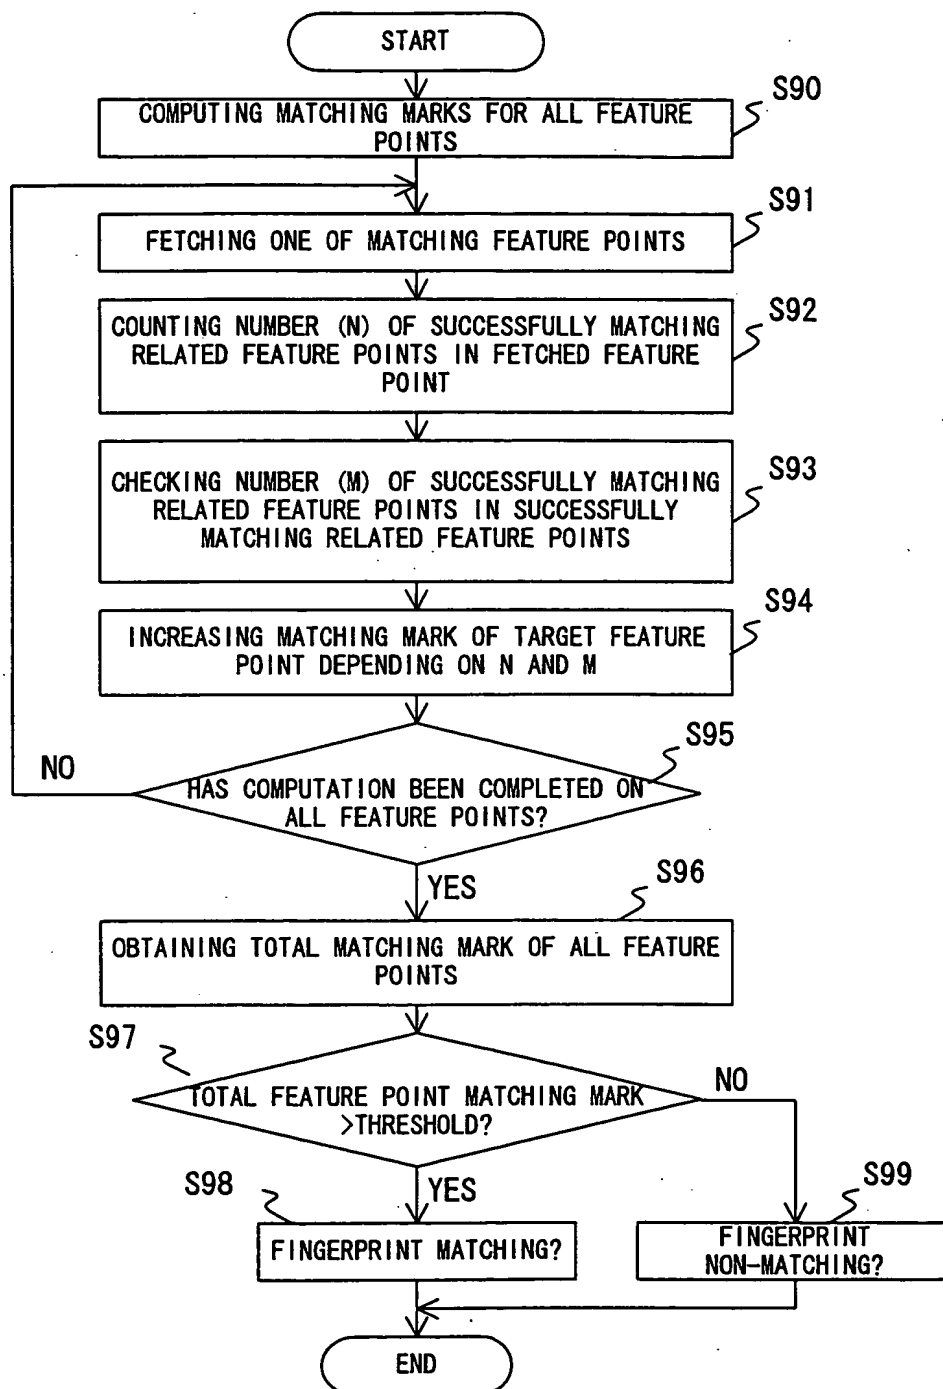 START
S90
COMPUTING MATCHING MARKS FOR ALL FEATURE
POINTS
S91
FETCHING ONE OF MATCHING FEATURE POINTS
S92
COUNTING NUMBER (N) OF SUCCESSFULLY MATCHING
RELATED FEATURE POINTS IN FETCHED FEATURE
POINT
S93
CHECKING NUMBER (M) OF SUCCESSFULLY MATCHING
RELATED FEATURE POINTS IN SUCCESSFULLY
MATCHING RELATED FEATURE POINTS
S94
INCREASING MATCHING MARK OF TARGET FEATURE
POINT DEPENDING ON N AND M
S95
NO
HAS COMPUTATION BEEN COMPLETED ON
ALL FEATURE POINTS?
YES
S96
OBTAINING TOTAL MATCHING MARK OF ALL FEATURE
POINTS
S97
TOTAL FEATURE POINT MATCHING MARK
>THRESHOLD?
NO
YES
S98
S99
FINGERPRINT MATCHING?
FINGERPRINT
NON-MATCHING?
END